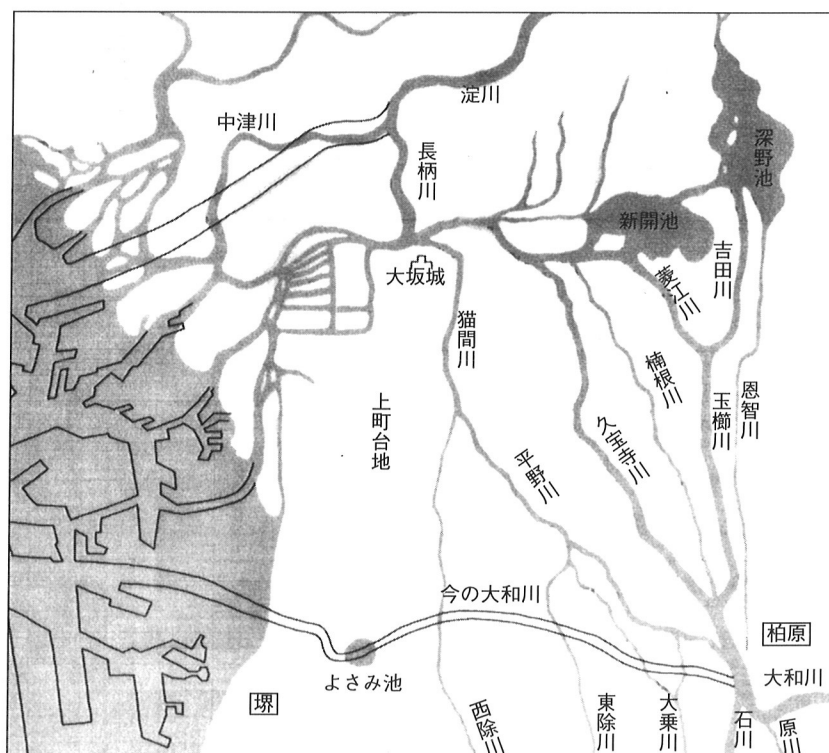 淀川
中津川
長柄川
深野池
新開池
吉田川
菱江川
大坂城
猫間川
楠根川
恩智川
玉櫛川
上町台地
久宝寺川
平野川
今の大和川
柏原
大和川
よさみ池
堺
西除川
東除川
大乗川
石川
原川